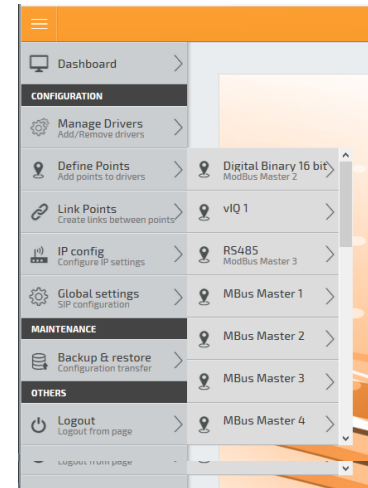 Dashboard
CONFIGURATION
Manage Drivers
Add/Remove drivers
Define Points
Add points to drivers
Link Points
Create links between points
IP config
Configure IP settings
Global settings
SIP configuration
MAINTENANCE
Backup & restore
Configuration transfer
OTHERS
Logout
Logout from page
Logout from page
Digital Binary 16 bit
ModBus Master 2
vIQ 1
RS485
ModBus Master 3
MBus Master 1
MBus Master 2
MBus Master 3
MBus Master 4